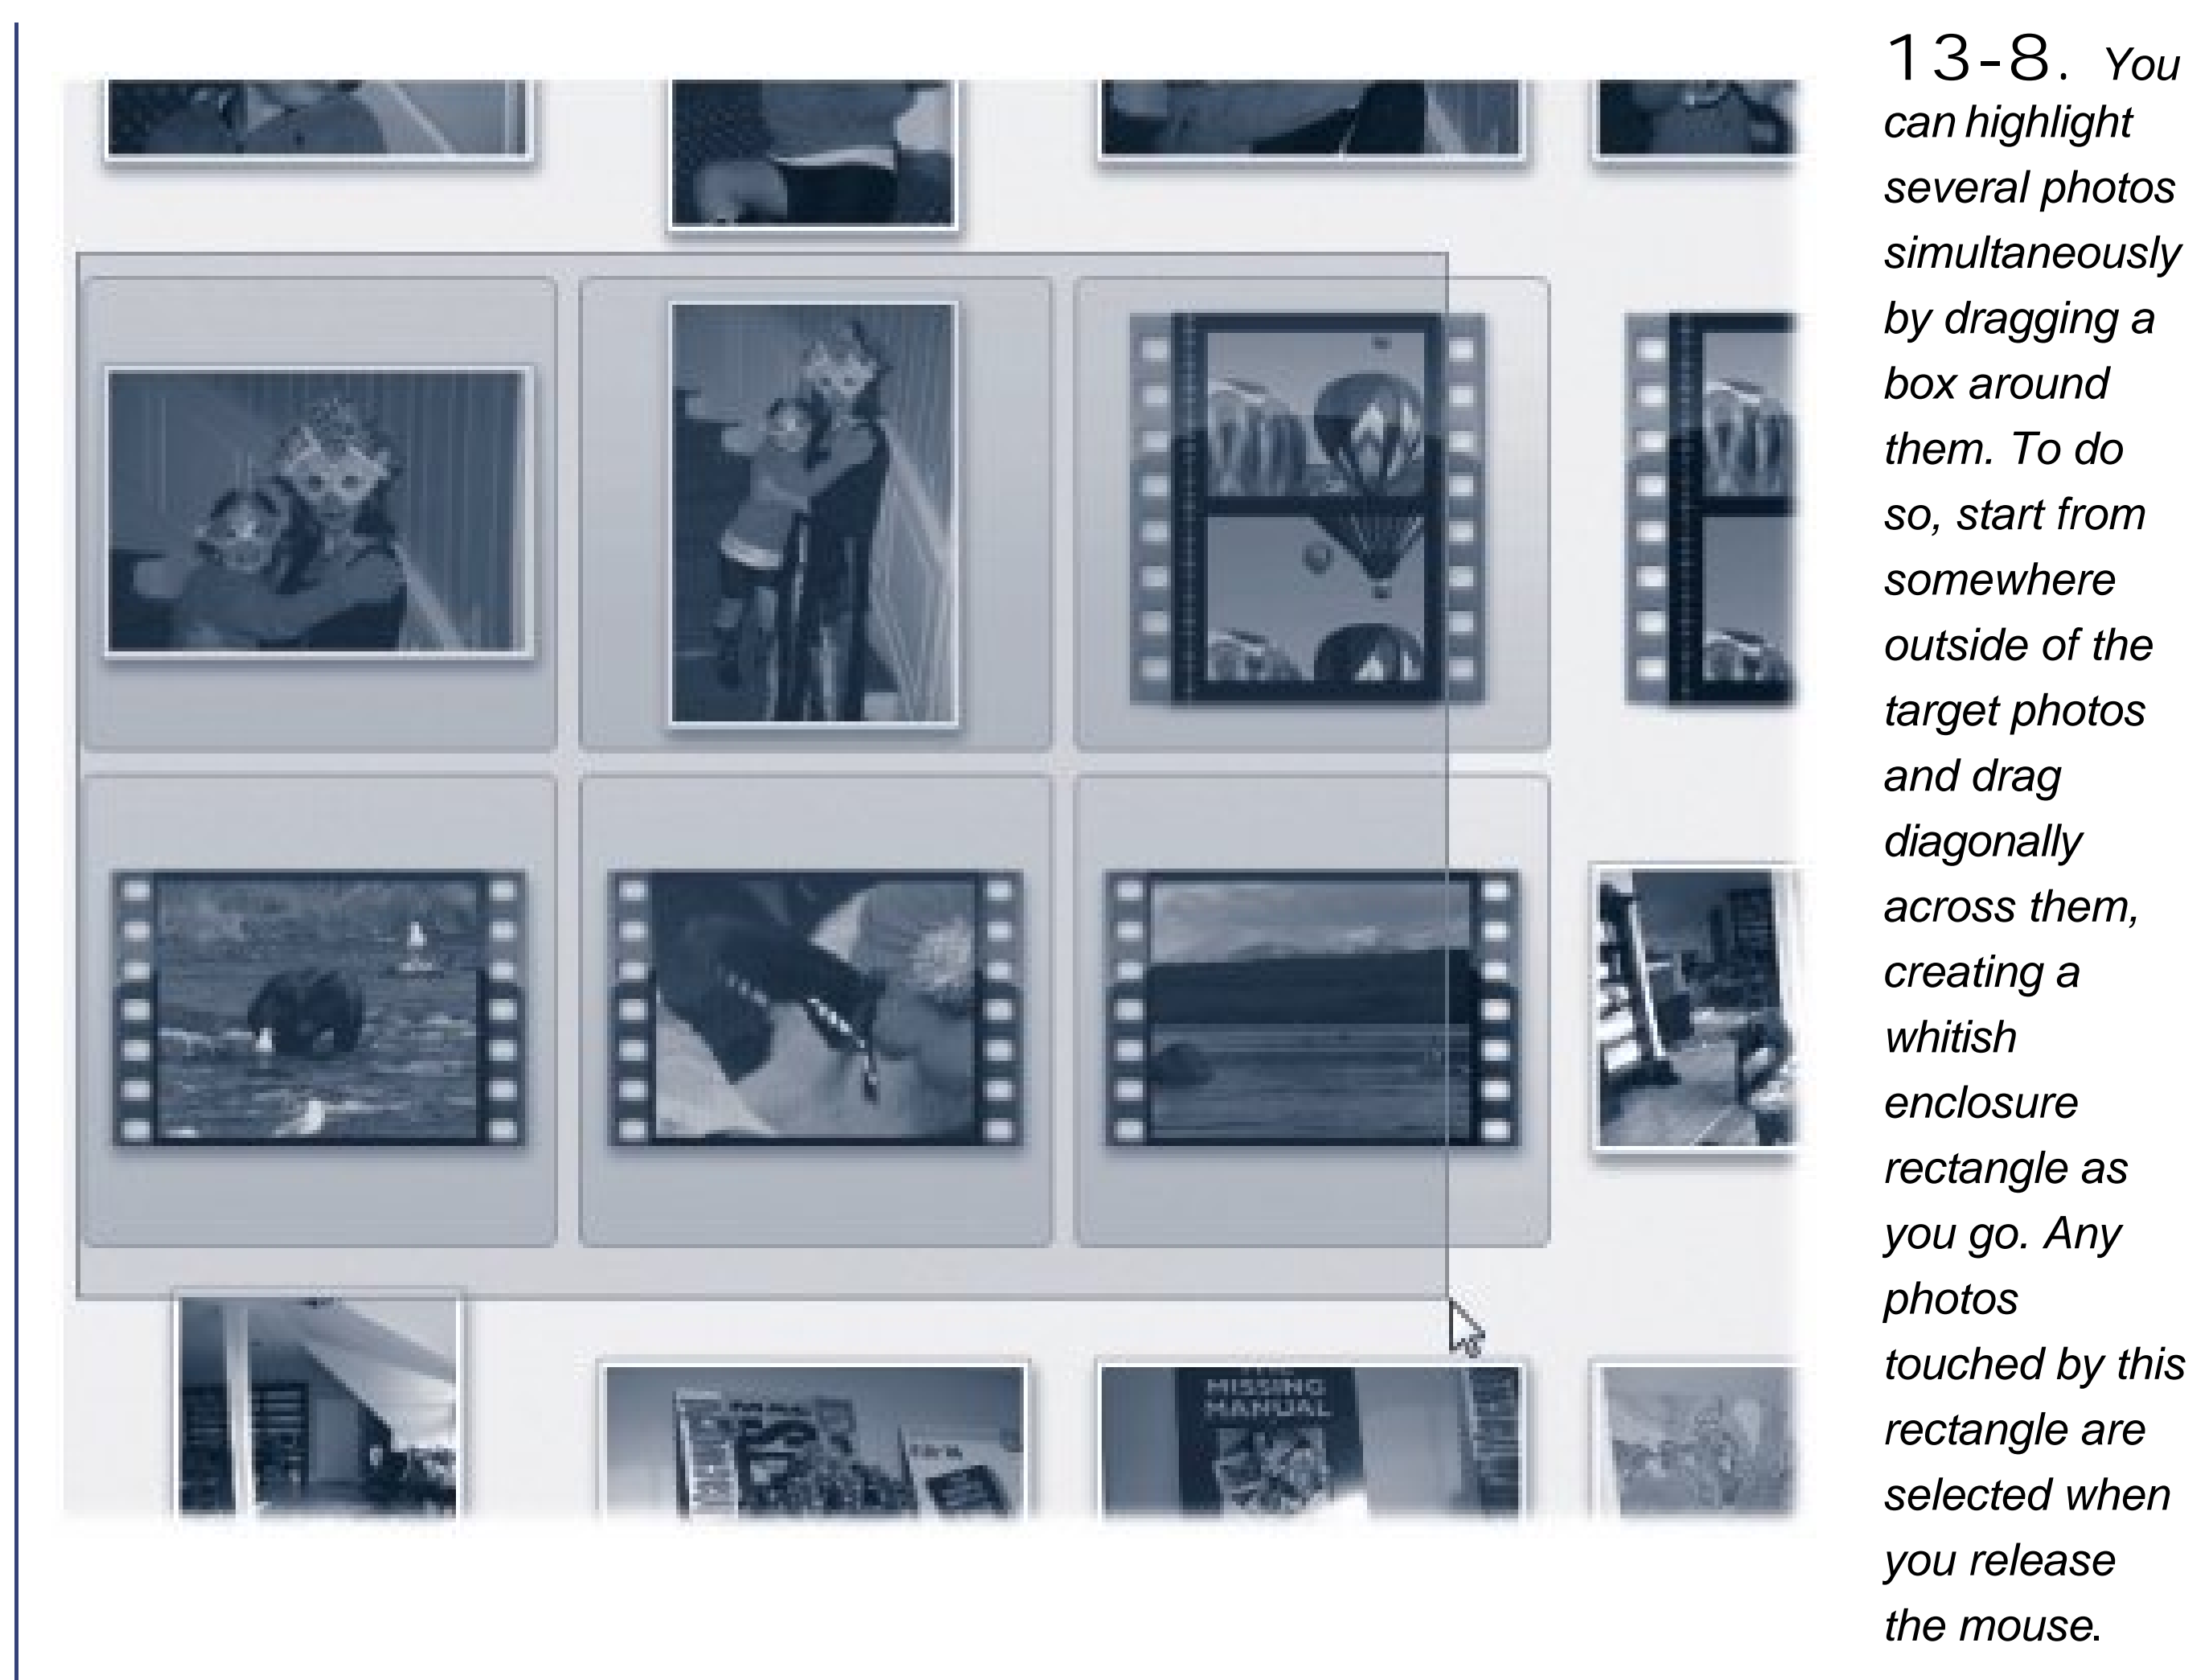 13-8. You
can highlight
several photos
simultaneously
by dragging a
box around
them. To do
so, start from
somewhere
outside of the
target photos
and drag
diagonally
across them,
creating a
whitish
enclosure
rectangle as
you go. Any
photos
touched by this
rectangle are
selected when
you release
the mouse.
MISSING
MANUAL